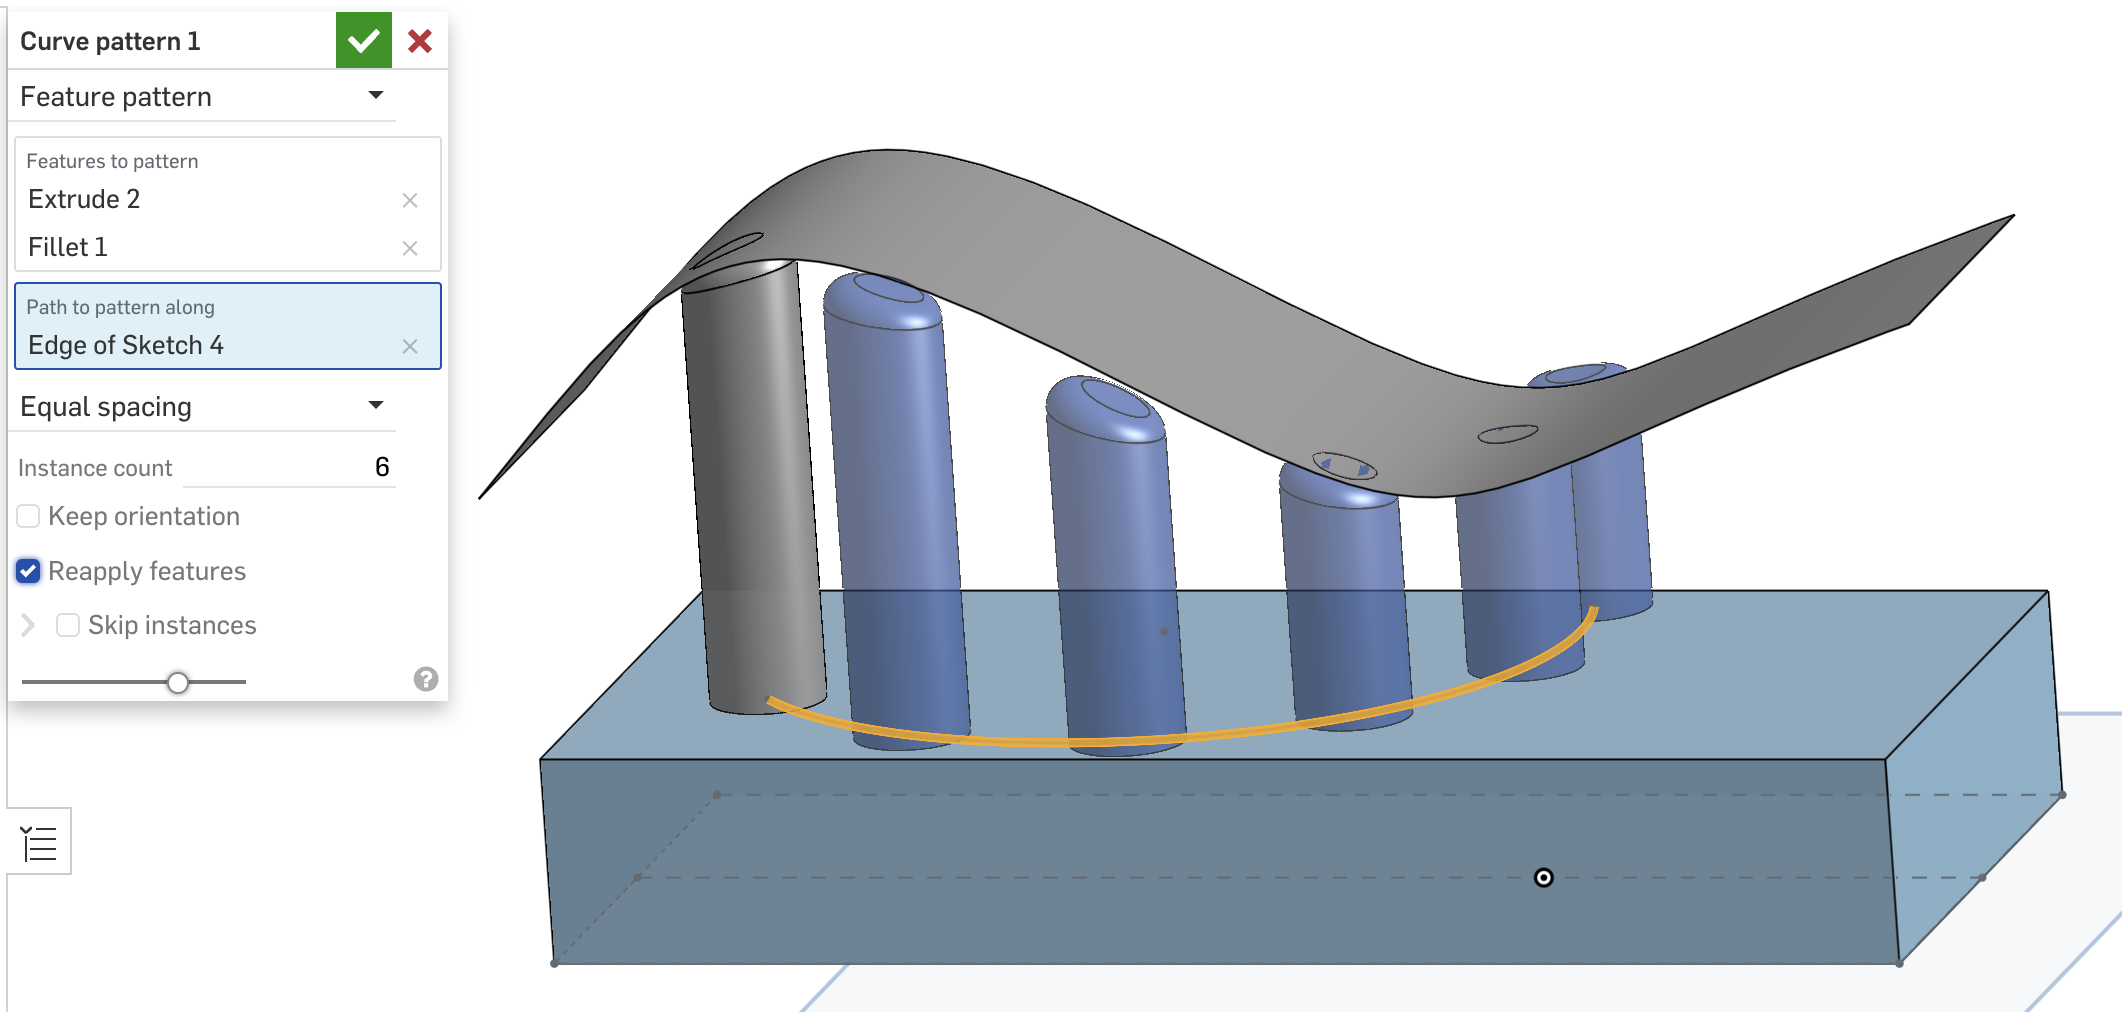 Curve pattern 1
Feature pattern
Features to pattern
Extrude 2
Fillet 1
Path to pattern along
Edge of Sketch 4
Equal spacing
Instance count 6
Keep orientation
Reapply features
Skip instances
?